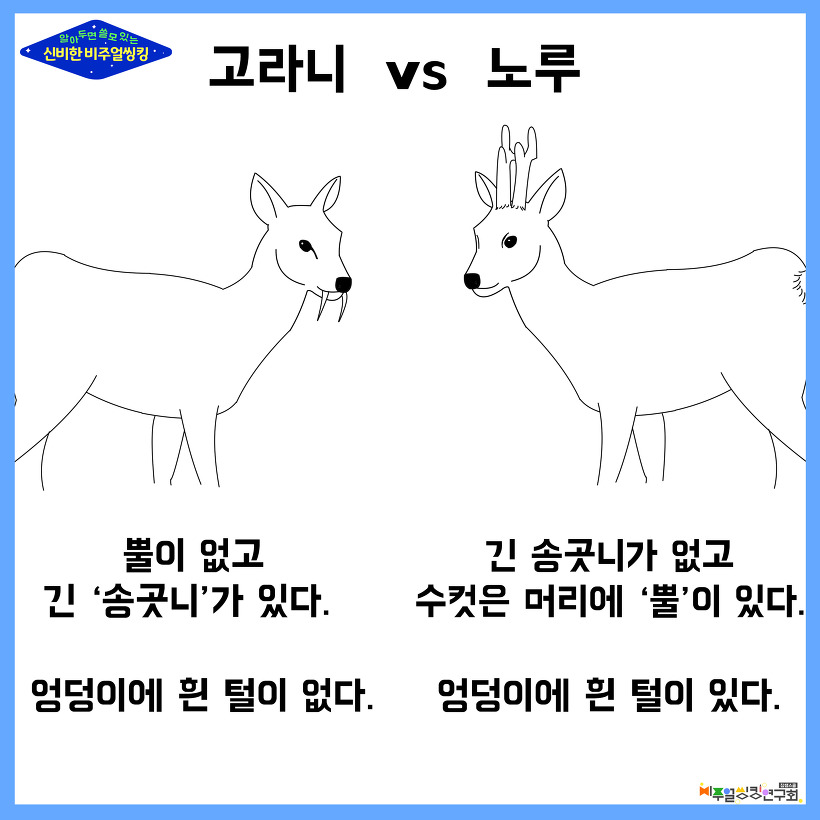 알아두면 쓸모 있는
신비한 비주얼씽킹
고라니 vs 노루
뿔이 없고
긴 ‘송곳니’가 있다.
엉덩이에 흰 털이 없다.
긴 송곳니가 없고
수컷은 머리에 ‘뿔’이 있다.
엉덩이에 흰 털이 있다.
비주얼씽킹연구회